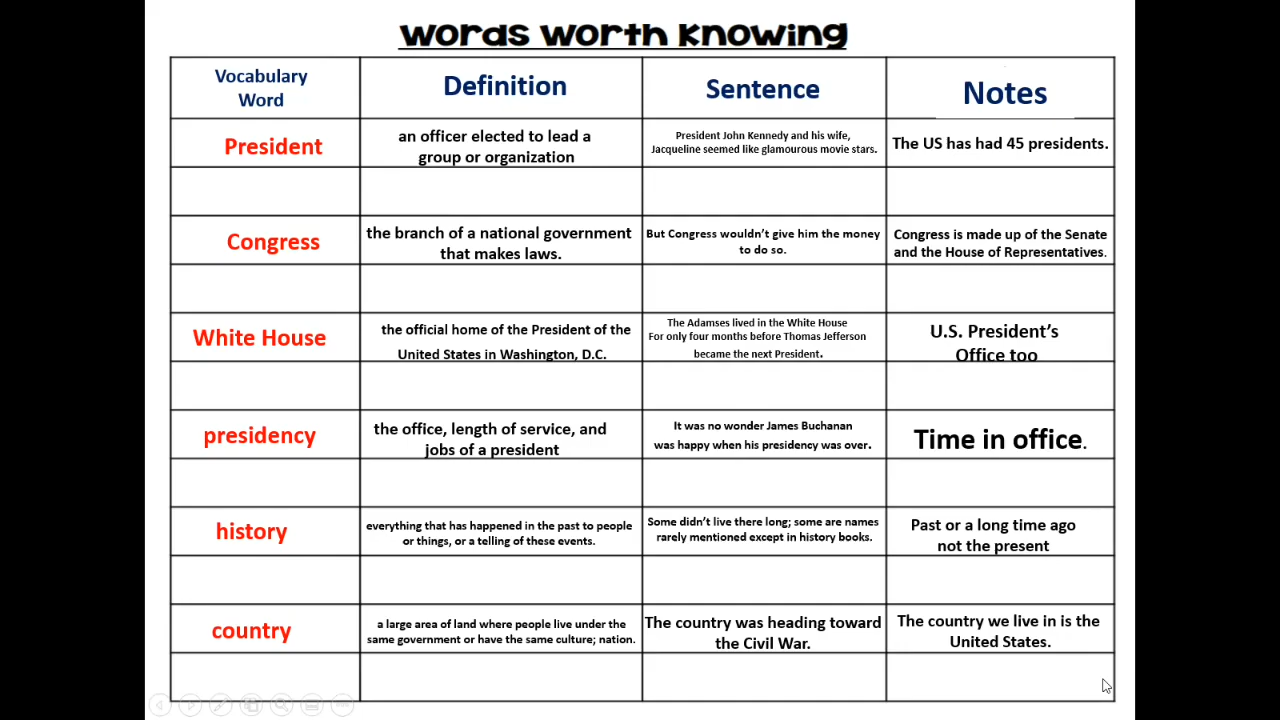 Words Worth Knowing
Vocabulary
Word
Definition
Sentence
Notes
President
an officer elected to lead a
group or organization
President John Kennedy and his wife,
Jacqueline seemed like glamourous movie stars.
The US has had 45 presidents.
Congress
the branch of a national government
that makes laws.
But Congress wouldn't give him the money
to do so.
Congress is made up of the Senate
and the House of Representatives.
White House
the official home of the President of the
United States in Washington, D.C.
The Adamses lived in the White House
For only four months before Thomas Jefferson
became the next President.
U.S. President's
Office too
presidency
the office, length of service, and
jobs of a president
It was no wonder James Buchanan
was happy when his presidency was over.
Time in office.
history
everything that has happened in the past to people
or things, or a telling of these events.
Some didn't live there long; some are names
rarely mentioned except in history books.
Past or a long time ago
not the present
country
a large area of land where people live under the
same government or have the same culture; nation.
The country was heading toward
the Civil War.
The country we live in is the
United States.